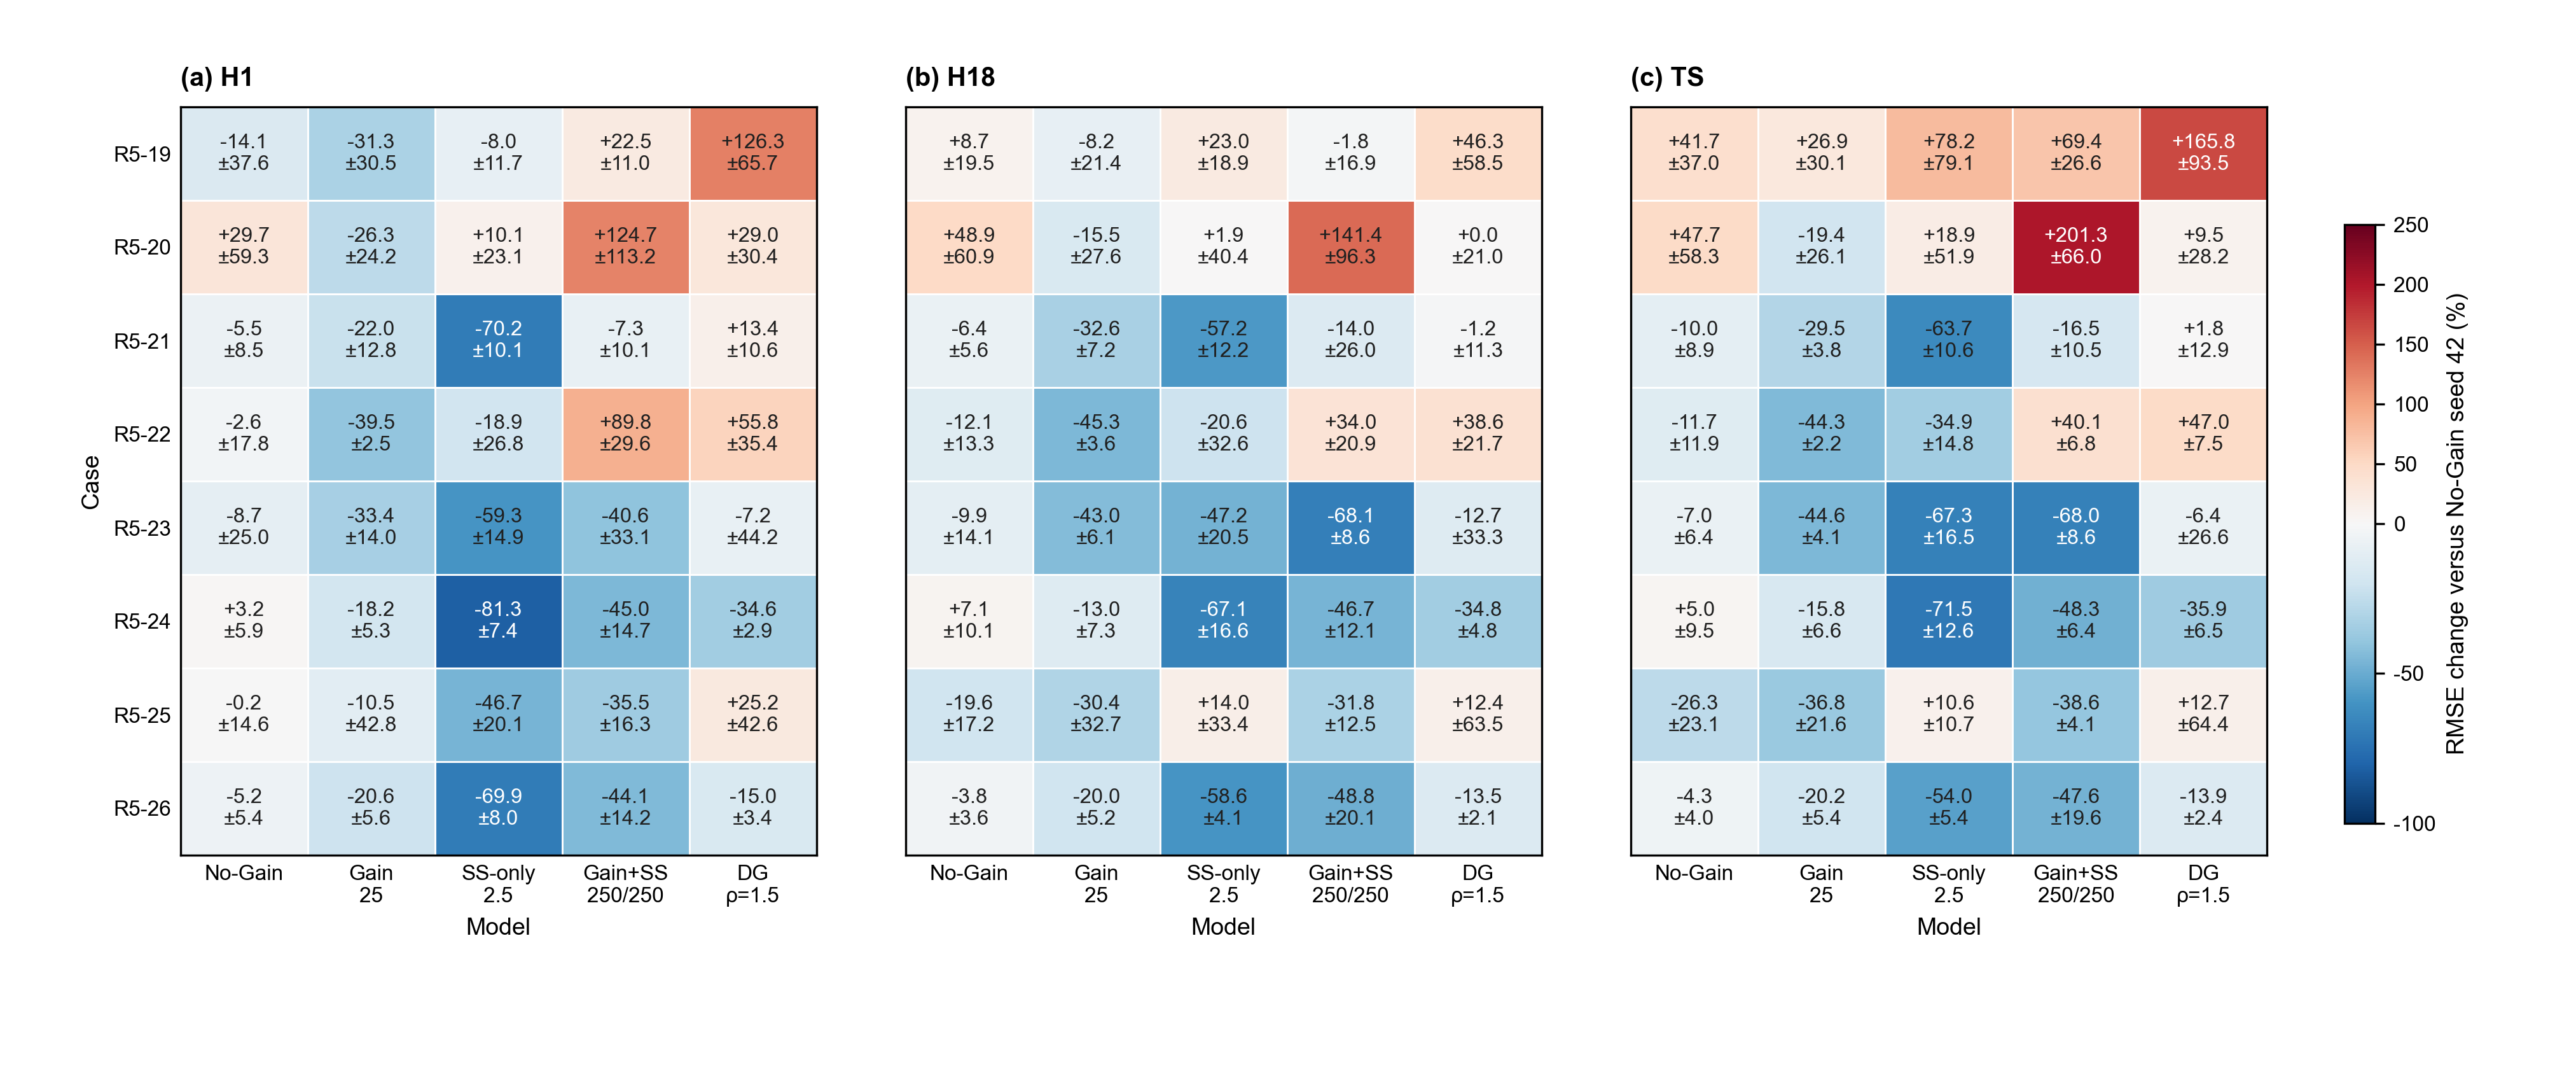 (a) H1
(b) H18
(c) TS
R5-19
-14.1 -31.3 -8.0 +22.5 +126.3
±37.6 ±30.5 ±11.7 ±11.0 ±65.7
+8.7 -8.2 +23.0 -1.8 +46.3
±19.5 ±21.4 ±18.9 ±16.9 ±58.5
+41.7 +26.9 +78.2 +69.4 +165.8
±37.0 ±30.1 ±79.1 ±26.6 ±93.5
R5-20
+29.7 -26.3 +10.1 +124.7 +29.0
±59.3 ±24.2 ±23.1 ±113.2 ±30.4
+48.9 -15.5 +1.9 +141.4 +0.0
±60.9 ±27.6 ±40.4 ±96.3 ±21.0
+47.7 -19.4 +18.9 +201.3 +9.5
±58.3 ±26.1 ±51.9 ±66.0 ±28.2
R5-21
-5.5 -22.0 -70.2 -7.3 +13.4
±8.5 ±12.8 ±10.1 ±10.1 ±10.6
-6.4 -32.6 -57.2 -14.0 -1.2
±5.6 ±7.2 ±12.2 ±26.0 ±11.3
-10.0 -29.5 -63.7 -16.5 +1.8
±8.9 ±3.8 ±10.6 ±10.5 ±12.9
R5-22
-2.6 -39.5 -18.9 +89.8 +55.8
±17.8 ±2.5 ±26.8 ±29.6 ±35.4
-12.1 -45.3 -20.6 +34.0 +38.6
±13.3 ±3.6 ±32.6 ±20.9 ±21.7
-11.7 -44.3 -34.9 +40.1 +47.0
±11.9 ±2.2 ±14.8 ±6.8 ±7.5
R5-23
-8.7 -33.4 -59.3 -40.6 -7.2
±25.0 ±14.0 ±14.9 ±33.1 ±44.2
-9.9 -43.0 -47.2 -68.1 -12.7
±14.1 ±6.1 ±20.5 ±8.6 ±33.3
-7.0 -44.6 -67.3 -68.0 -6.4
±6.4 ±4.1 ±16.5 ±8.6 ±26.6
R5-24
+3.2 -18.2 -81.3 -45.0 -34.6
±5.9 ±5.3 ±7.4 ±14.7 ±2.9
+7.1 -13.0 -67.1 -46.7 -34.8
±10.1 ±7.3 ±16.6 ±12.1 ±4.8
+5.0 -15.8 -71.5 -48.3 -35.9
±9.5 ±6.6 ±12.6 ±6.4 ±6.5
R5-25
-0.2 -10.5 -46.7 -35.5 +25.2
±14.6 ±42.8 ±20.1 ±16.3 ±42.6
-19.6 -30.4 +14.0 -31.8 +12.4
±17.2 ±32.7 ±33.4 ±12.5 ±63.5
-26.3 -36.8 +10.6 -38.6 +12.7
±23.1 ±21.6 ±10.7 ±4.1 ±64.4
R5-26
-5.2 -20.6 -69.9 -44.1 -15.0
±5.4 ±5.6 ±8.0 ±14.2 ±3.4
-3.8 -20.0 -58.6 -48.8 -13.5
±3.6 ±5.2 ±4.1 ±20.1 ±2.1
-4.3 -20.2 -54.0 -47.6 -13.9
±4.0 ±5.4 ±5.4 ±19.6 ±2.4
Case
No-Gain Gain SS-only Gain+SS DG
25 2.5 250/250 ρ=1.5
Model
No-Gain Gain SS-only Gain+SS DG
25 2.5 250/250 ρ=1.5
Model
No-Gain Gain SS-only Gain+SS DG
25 2.5 250/250 ρ=1.5
Model
250
200
150
100
50
0
-50
-100
RMSE change versus No-Gain seed 42 (%)